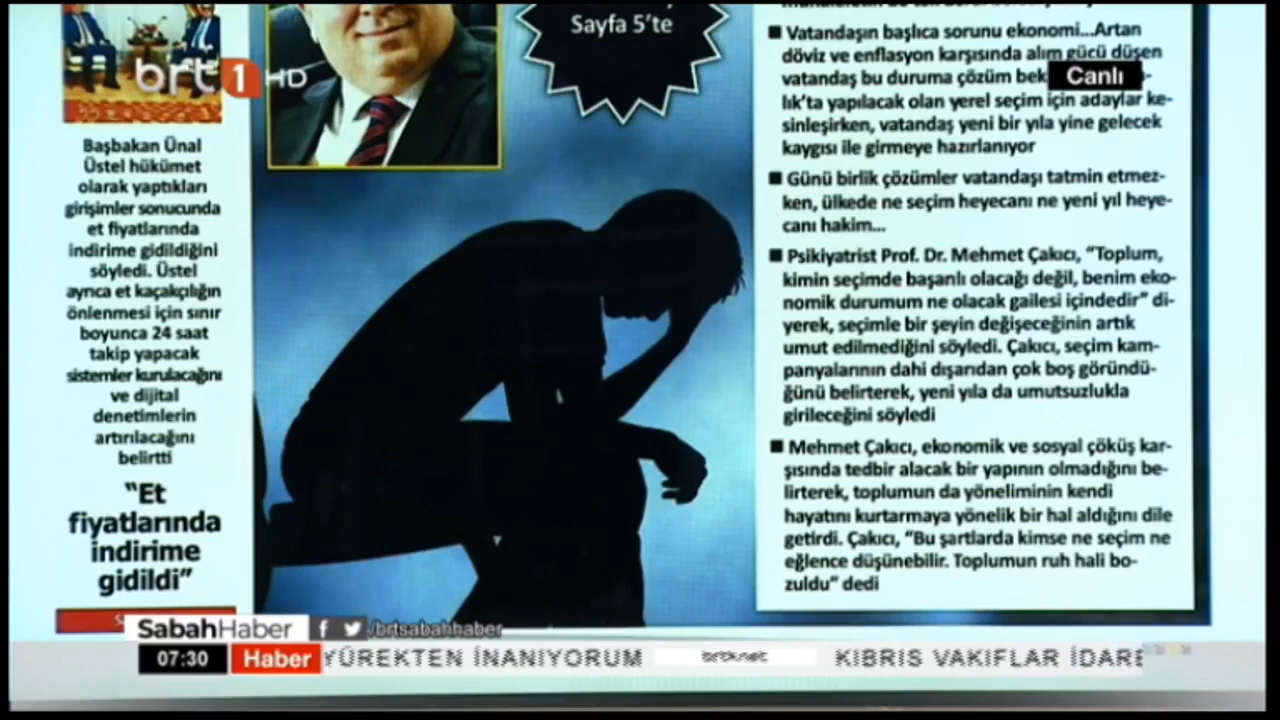 Sayfa 5'te
brt 1 HD
Canlı
Başbakan Ünal
Üstel hükümet
olarak yaptıkları
girişimler sonucunda
et fiyatlarında
indirime gidildiğini
söyledi. Üstel
ayrıca et kaçakçılığın
önlenmesi için sınır
boyunca 24 saat
takip yapacak
sistemler kurulacağını
ve dijital
denetimlerin
artırılacağını
belirtti
"Et
fiyatlarında
indirime
gidildi"
■ Vatandaşın başlıca sorunu ekonomi...Artan
döviz ve enflasyon karşısında alım gücü düşen
vatandaş bu duruma çözüm
lık'ta yapılacak olan yerel seçim için adaylar ke-
sinleşirken, vatandaş yeni bir yıla yine gelecek
kaygısı ile girmeye hazırlanıyor
■ Günü birlik çözümler vatandaşı tatmin etmez-
ken, ülkede ne seçim heyecanı ne yeni yıl heye-
canı hakim...
■ Psikiyatrist Prof. Dr. Mehmet Çakıcı, "Toplum,
kimin seçimde başarılı olacağı değil, benim eko-
nomik durumum ne olacak gailesi içindedir" di-
yerek, seçimle bir şeyin değişeceğinin artık
umut edilmediğini söyledi. Çakıcı, seçim kam-
panyalarının dahi dışarıdan çok boş göründü-
ğünü belirterek, yeni yıla da umutsuzlukla
girileceğini söyledi
■ Mehmet Çakıcı, ekonomik ve sosyal çöküş kar-
şısında tedbir alacak bir yapının olmadığını be-
lirterek, toplumun da yöneliminin kendi
hayatını kurtarmaya yönelik bir hal aldığını dile
getirdi. Çakıcı, "Bu şartlarda kimse ne seçim ne
eğlence düşünebilir. Toplumun ruh hali bo-
zuldu" dedi
SabahHaber f /brtsabahhaber
07:30 Haber YÜREKTEN İNANIYORUM brtk.net KIBRIS VAKIFLAR İDARE